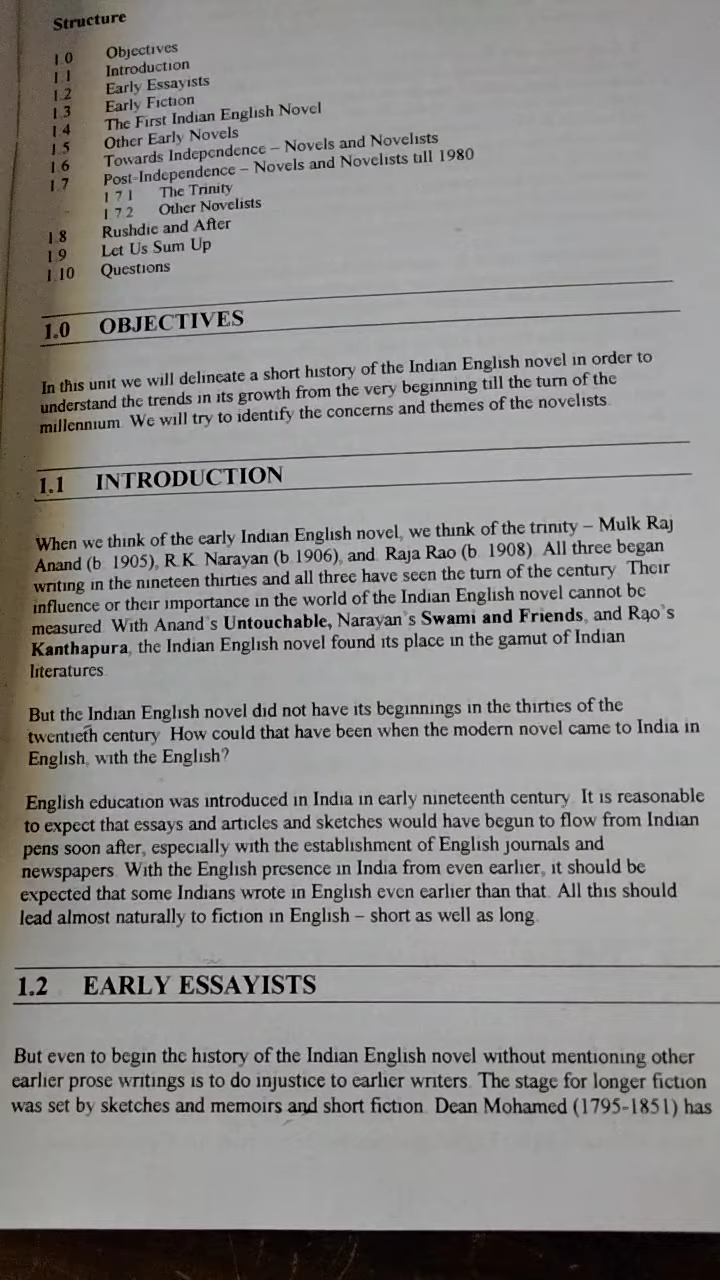 Structure
1.0 Objectives
1.1 Introduction
1.2 Early Essayists
1.3 Early Fiction
1.4 The First Indian English Novel
1.5 Other Early Novels
1.6 Towards Independence – Novels and Novelists
1.7 Post-Independence – Novels and Novelists till 1980
1.7.1 The Trinity
1.7.2 Other Novelists
1.8 Rushdie and After
1.9 Let Us Sum Up
1.10 Questions
1.0 OBJECTIVES
In this unit we will delineate a short history of the Indian English novel in order to
understand the trends in its growth from the very beginning till the turn of the
millennium. We will try to identify the concerns and themes of the novelists.
1.1 INTRODUCTION
When we think of the early Indian English novel, we think of the trinity – Mulk Raj
Anand (b. 1905), R.K. Narayan (b. 1906), and Raja Rao (b. 1908). All three began
writing in the nineteen thirties and all three have seen the turn of the century. Their
influence or their importance in the world of the Indian English novel cannot be
measured. With Anand's Untouchable, Narayan's Swami and Friends, and Rao's
Kanthapura, the Indian English novel found its place in the gamut of Indian
literatures.
But the Indian English novel did not have its beginnings in the thirties of the
twentieth century. How could that have been when the modern novel came to India in
English, with the English?
English education was introduced in India in early nineteenth century. It is reasonable
to expect that essays and articles and sketches would have begun to flow from Indian
pens soon after, especially with the establishment of English journals and
newspapers. With the English presence in India from even earlier, it should be
expected that some Indians wrote in English even earlier than that. All this should
lead almost naturally to fiction in English – short as well as long.
1.2 EARLY ESSAYISTS
But even to begin the history of the Indian English novel without mentioning other
earlier prose writings is to do injustice to earlier writers. The stage for longer fiction
was set by sketches and memoirs and short fiction. Dean Mohamed (1795-1851) has